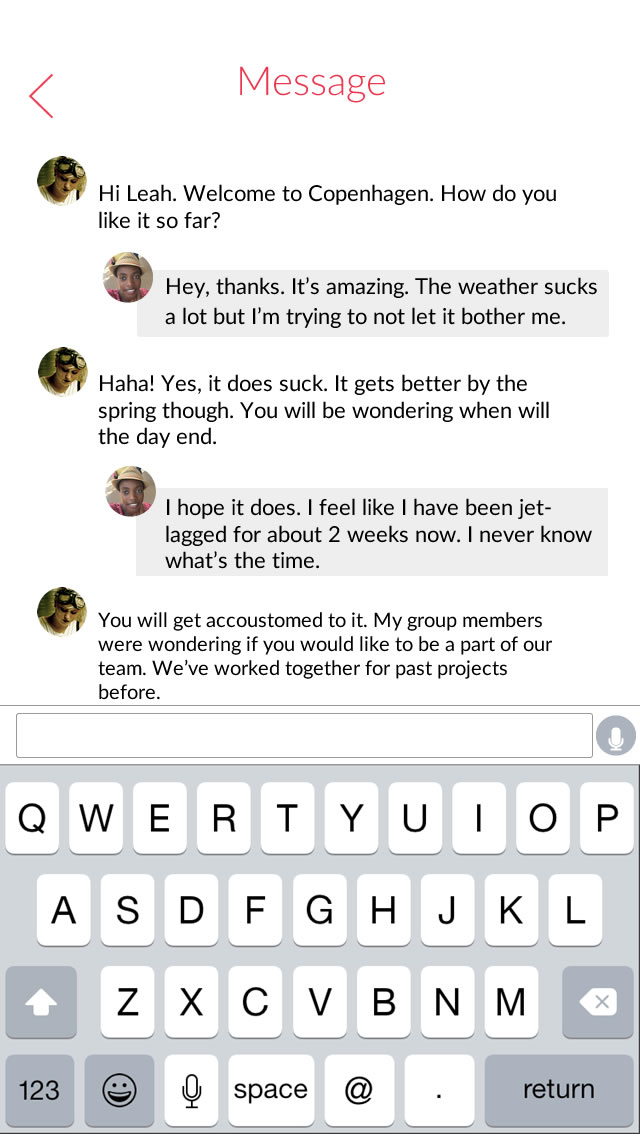 Message
Hi Leah. Welcome to Copenhagen. How do you
like it so far?
Hey, thanks. It's amazing. The weather sucks
a lot but I'm trying to not let it bother me.
Haha! Yes, it does suck. It gets better by the
spring though. You will be wondering when will
the day end.
I hope it does. I feel like I have been jet-
lagged for about 2 weeks now. I never know
what's the time.
You will get accoustomed to it. My group members
were wondering if you would like to be a part of our
team. We've worked together for past projects
before.
Q W E R T Y U I O P
A S D F G H J K L
Z X C V B N M
123 space @ . return